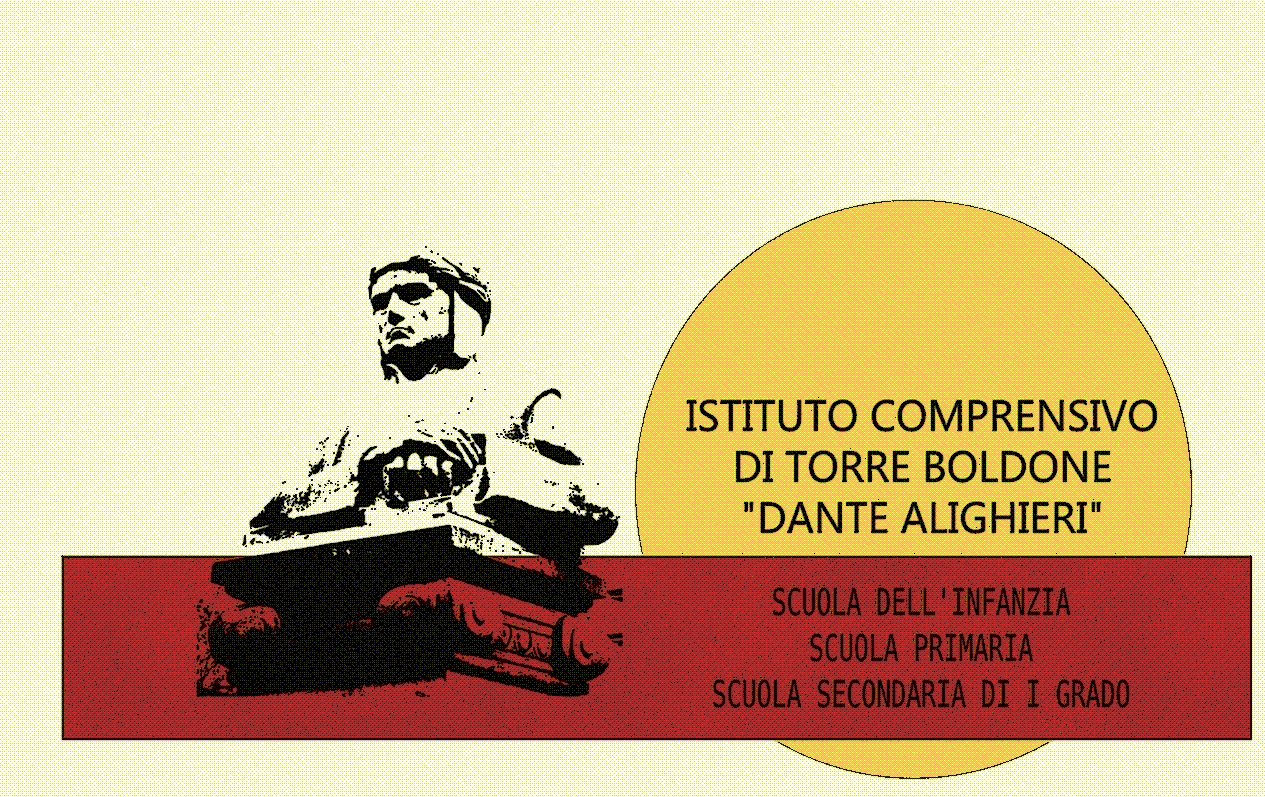 ISTITUTO COMPRENSIVO
DI TORRE BOLDONE
"DANTE ALIGHIERI"
SCUOLA DELL'INFANZIA
SCUOLA PRIMARIA
SCUOLA SECONDARIA DI I GRADO